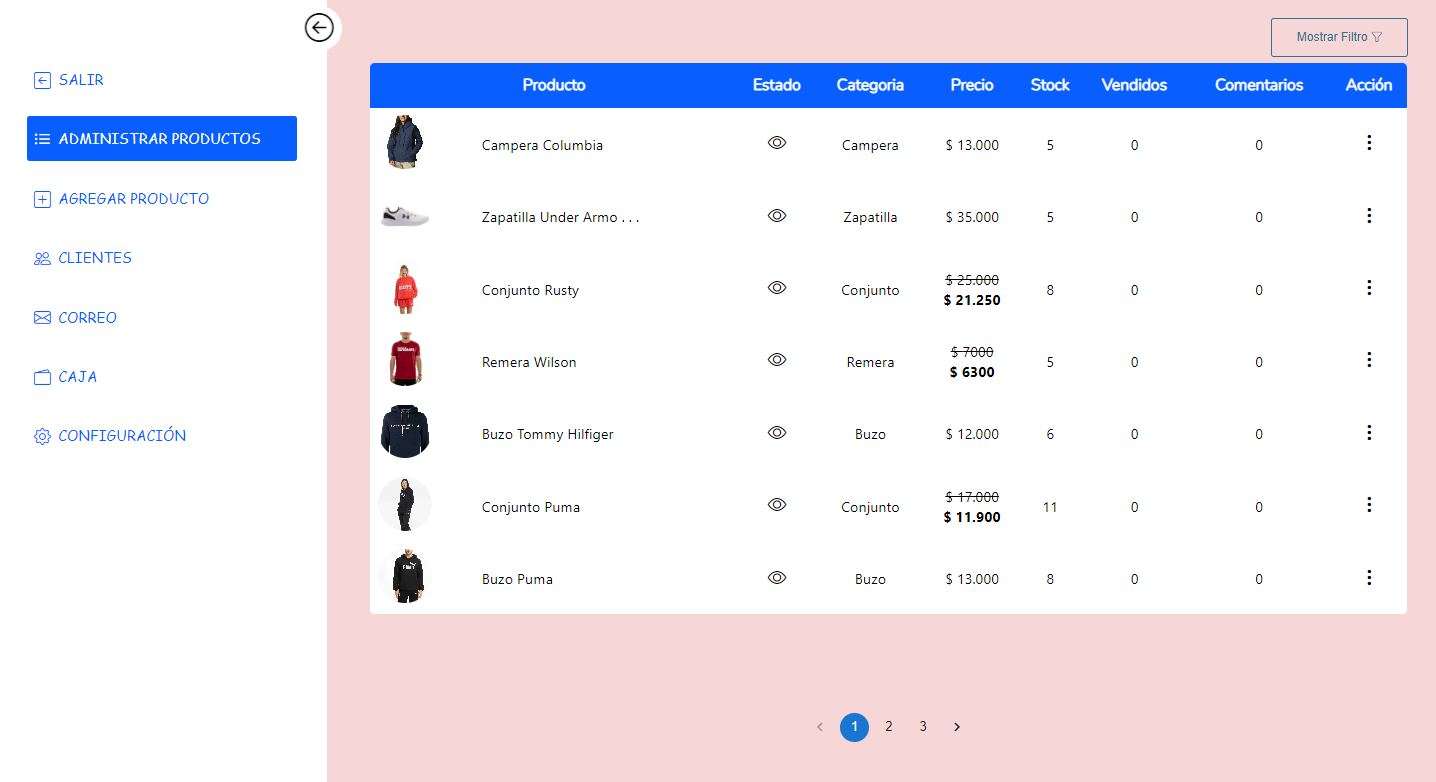 Mostrar Filtro
SALIR
ADMINISTRAR PRODUCTOS
AGREGAR PRODUCTO
CLIENTES
CORREO
CAJA
CONFIGURACIÓN
Producto Estado Categoria Precio Stock Vendidos Comentarios Acción
Campera Columbia Campera $ 13.000 5 0 0
Zapatilla Under Armo . . . Zapatilla $ 35.000 5 0 0
$ 25.000
Conjunto Rusty Conjunto 8 0 0
$ 21.250
$ 7000
Remera Wilson Remera 5 0 0
$ 6300
Buzo Tommy Hilfiger Buzo $ 12.000 6 0 0
$ 17.000
Conjunto Puma Conjunto 11 0 0
$ 11.900
Buzo Puma Buzo $ 13.000 8 0 0
1 2 3